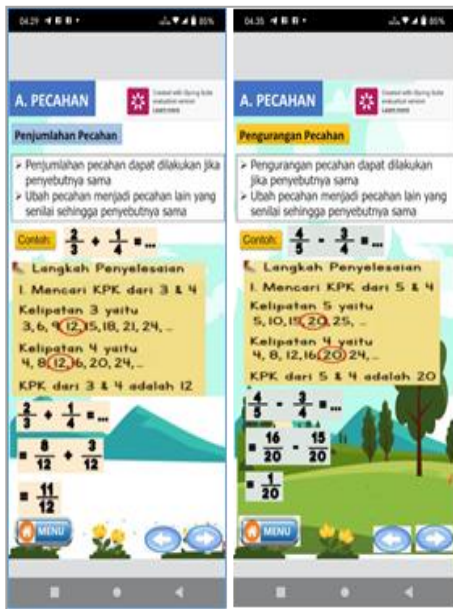 04.29
85%
A. PECAHAN
Created with iSpring Suite
evaluation version
Learn more
Penjumlahan Pecahan
➢ Penjumlahan pecahan dapat dilakukan jika
penyebutnya sama
➢ Ubah pecahan menjadi pecahan lain yang
senilai sehingga penyebutnya sama
Contoh: 2/3 + 1/4 = ...
Langkah Penyelesaian
1. Mencari KPK dari 3 & 4
Kelipatan 3 yaitu
3, 6, 9, 12, 15, 18, 21, 24, ..
Kelipatan 4 yaitu
4, 8, 12, 16, 20, 24, ...
KPK dari 3 & 4 adalah 12
2/3 + 1/4 = ...
= 8/12 + 3/12
= 11/12
MENU
04.35
85%
A. PECAHAN
Created with iSpring Suite
evaluation version
Learn more
Pengurangan Pecahan
➢ Pengurangan pecahan dapat dilakukan
jika penyebutnya sama
➢ Ubah pecahan menjadi pecahan lain yang
senilai sehingga penyebutnya sama
Contoh: 4/5 - 3/4 = ...
Langkah Penyelesaian
1. Mencari KPK dari 5 & 4
Kelipatan 5 yaitu
5, 10, 15, 20, 25, ...
Kelipatan 4 yaitu
4, 8, 12, 16, 20, 24, ...
KPK dari 5 & 4 adalah 20
4/5 - 3/4 = ...
= 16/20 - 15/20
= 1/20
MENU